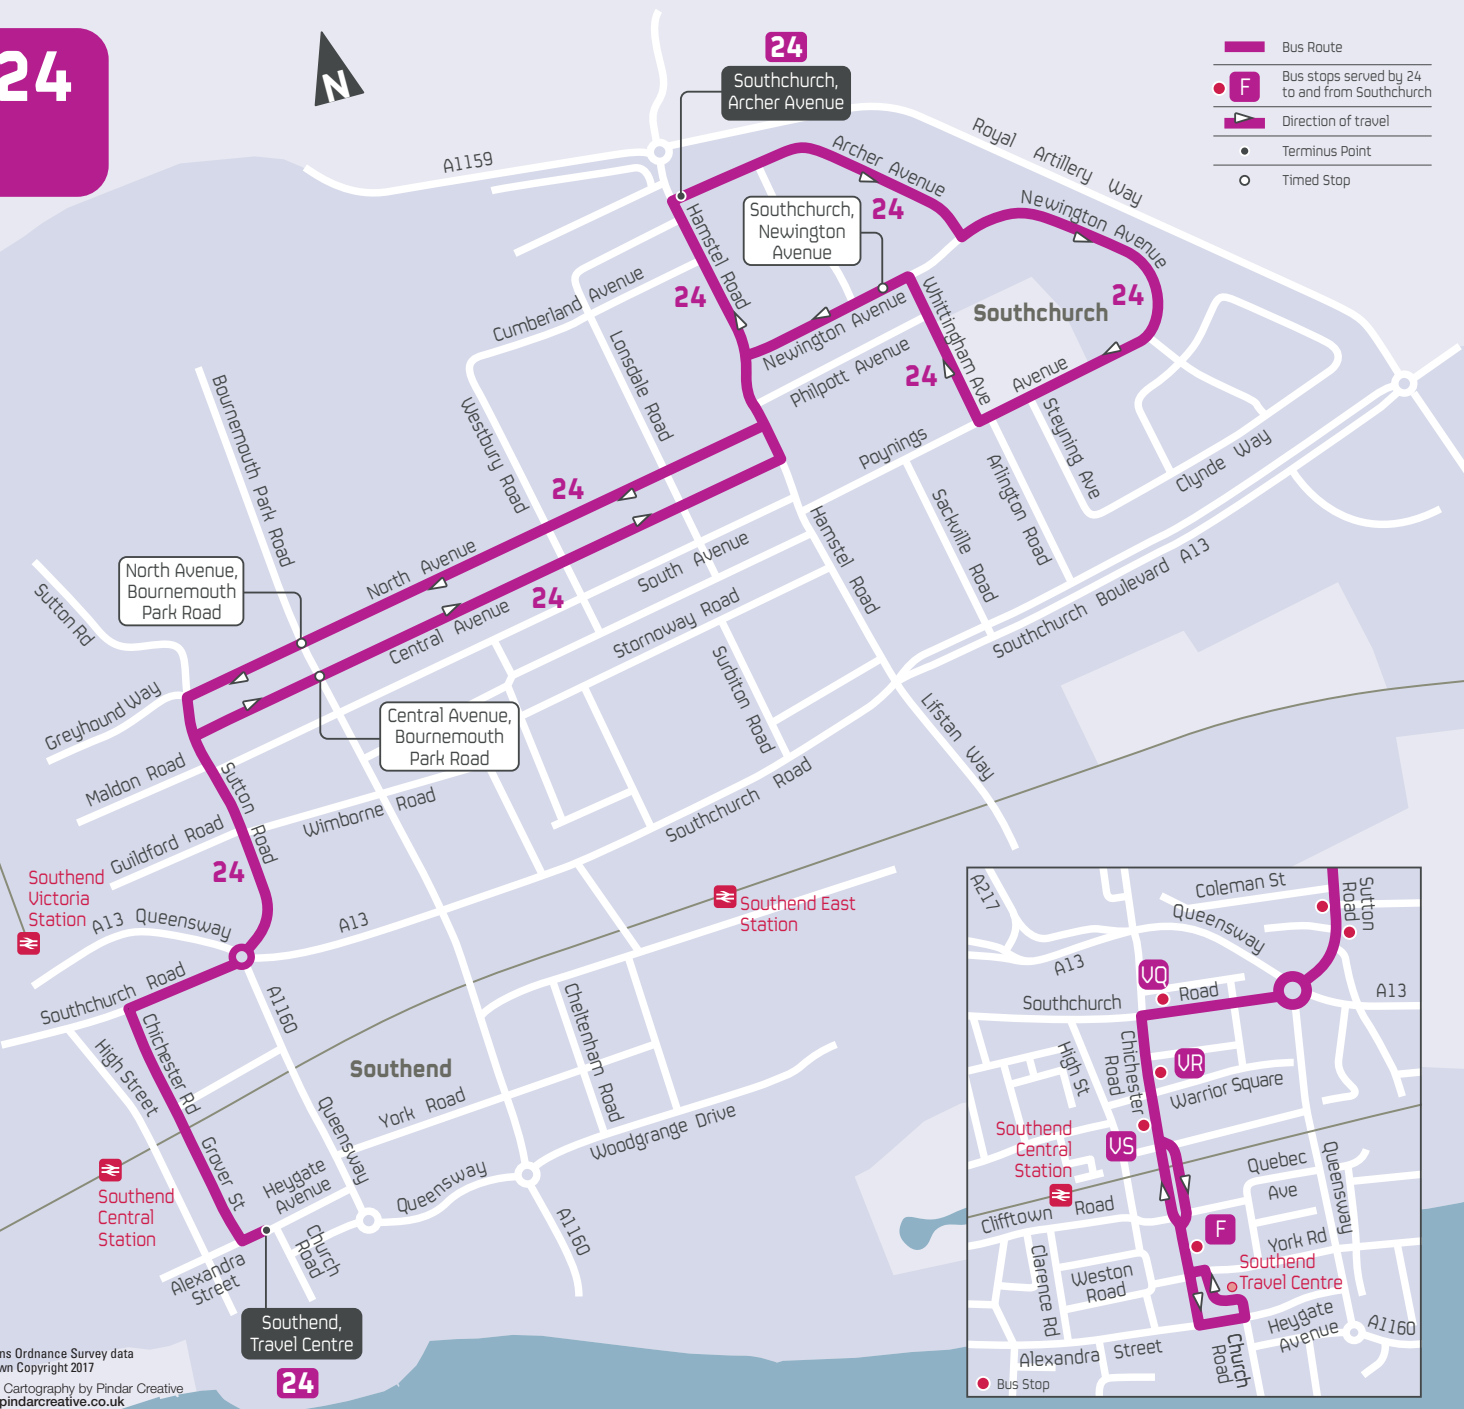 24
N
24
Southchurch,
Archer Avenue
Bus Route
F
Bus stops served by 24
to and from Southchurch
Direction of travel
Terminus Point
Timed Stop
A1159
Archer Avenue
Royal Artillery Way
Newington Avenue
24
Southchurch,
Newington
Avenue
Hamstel Road
24
24
Southchurch
Cumberland Avenue
Newington Avenue
Whittingham Ave
24
Philpott Avenue
Avenue
Lonsdale Road
Bournemouth Park Road
Westbury Road
Steyning Ave
Poynings
Clynde Way
Arlington Road
Sackville Road
24
Hamstel Road
North Avenue
South Avenue
Southchurch Boulevard A13
North Avenue,
Bournemouth
Park Road
Sutton Rd
24
Central Avenue
Stornoway Road
Surbiton Road
Greyhound Way
Lifstan Way
Central Avenue,
Bournemouth
Park Road
Maldon Road
Sutton Road
Wimborne Road
Southchurch Road
Guildford Road
24
Southend
Victoria
Station
A13
Queensway
A13
Southend East
Station
Southchurch Road
A1160
Cheltenham Road
High Street
Chichester Rd
Southend
Queensway
York Road
Woodgrange Drive
Grover St
Heygate
Avenue
Queensway
Southend
Central
Station
A1160
Church
Road
Alexandra
Street
Southend,
Travel Centre
24
ns Ordnance Survey data
wn Copyright 2017
Cartography by Pindar Creative
pindarcreative.co.uk
A217
Coleman St
Sutton
Road
Queensway
A13
VQ
Southchurch
Road
A13
High St
Chichester
Road
VR
Warrior Square
Southend
Central
Station
VS
Quebec
Ave
Queensway
Clifftown
Road
F
York Rd
Southend
Travel Centre
Clarence Rd
Weston
Road
Heygate
Avenue
A1160
Alexandra Street
Church
Road
Bus Stop